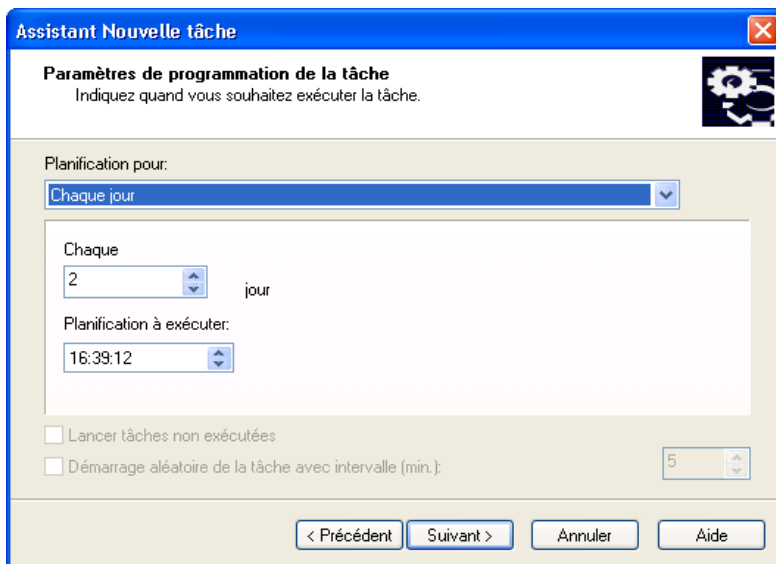 Assistant Nouvelle tâche
Paramètres de programmation de la tâche
Indiquez quand vous souhaitez exécuter la tâche.
Planification pour:
Chaque jour
Chaque
2
jour
Planification à exécuter:
16:39:12
Lancer tâches non exécutées
Démarrage aléatoire de la tâche avec intervalle (min.):
5
< Précédent
Suivant >
Annuler
Aide